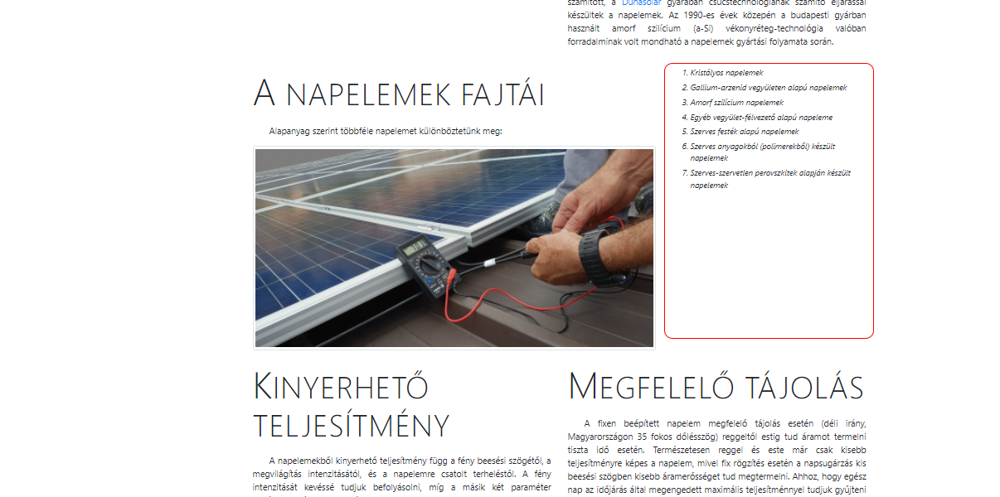 számított, a Dunasolar gyárában csúcstechnológiának számító eljárással
készültek a napelemek. Az 1990-es évek közepén a budapesti gyárban
használt amorf szilícium (a-Si) vékonyréteg-technológia valóban
forradalminak volt mondható a napelemek gyártási folyamata során.
A NAPELEMEK FAJTÁI
Alapanyag szerint többféle napelemet különböztetünk meg:
1. Kristályos napelemek
2. Gallium-arzenid vegyületen alapú napelemek
3. Amorf szilícium napelemek
4. Egyéb vegyület-félvezető alapú napeleme
5. Szerves festék alapú napelemek
6. Szerves anyagokból (polimerekből) készült
napelemek
7. Szerves-szervetlen perovszkitek alapján készült
napelemek
KINYERHETŐ
TELJESÍTMÉNY
A napelemekből kinyerhető teljesítmény függ a fény beesési szögétől, a
megvilágítás intenzitásától, és a napelemre csatolt terheléstől. A fény
intenzitását kevéssé tudjuk befolyásolni, míg a másik két paraméter
MEGFELELŐ TÁJOLÁS
A fixen beépített napelem megfelelő tájolás esetén (déli irány,
Magyarországon 35 fokos dőlésszög) reggeltől estig tud áramot termelni
tiszta idő esetén. Természetesen reggel és este már csak kisebb
teljesítményre képes a napelem, mivel fix rögzítés esetén a napsugárzás kis
beesési szögben kisebb áramerősséget tud megtermelni. Ahhoz, hogy egész
nap az időjárás által megengedett maximális teljesítménnyel tudjuk gyűjteni